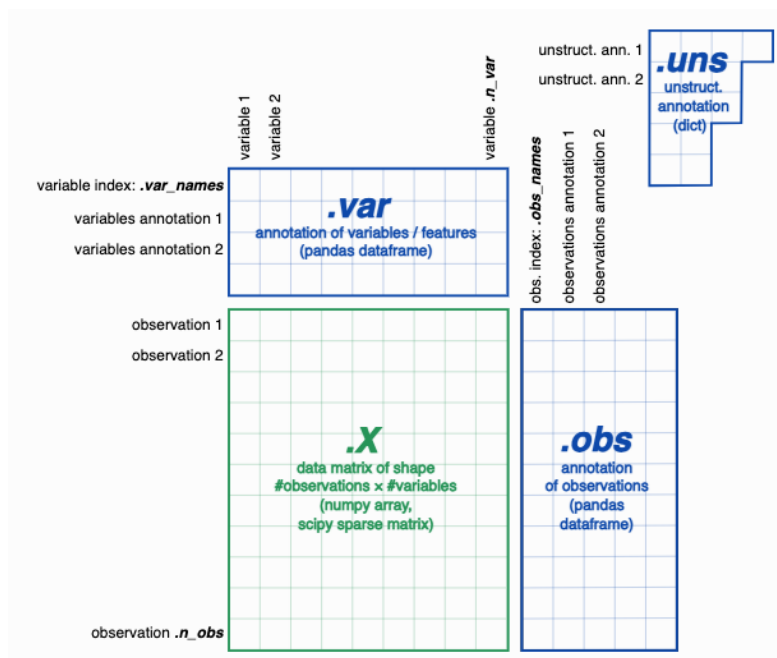 unstruct. ann. 1
unstruct. ann. 2
.uns
unstruct.
annotation
(dict)
variable 1
variable 2
variable .n_var
obs. index: .obs_names
observations annotation 1
observations annotation 2
variable index: .var_names
variables annotation 1
variables annotation 2
.var
annotation of variables / features
(pandas dataframe)
observation 1
observation 2
observation .n_obs
.X
data matrix of shape
#observations × #variables
(numpy array,
scipy sparse matrix)
.obs
annotation
of observations
(pandas
dataframe)